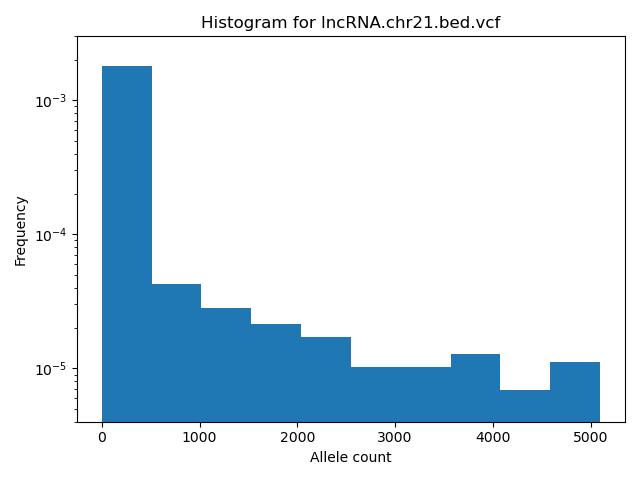 Histogram for lncRNA.chr21.bed.vcf
10⁻³
10⁻⁴
10⁻⁵
Frequency
0 1000 2000 3000 4000 5000
Allele count